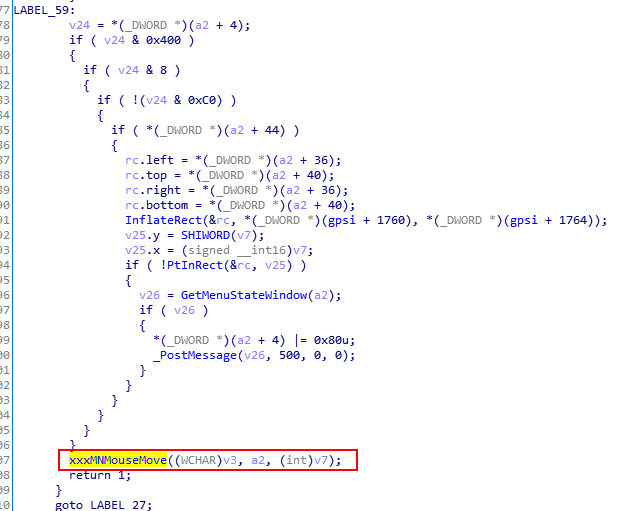 77 LABEL_59:
78 v24 = *(_DWORD *)(a2 + 4);
79 if ( v24 & 0x400 )
80 {
81 if ( v24 & 8 )
82 {
83 if ( !(v24 & 0xC0) )
84 {
85 if ( *(_DWORD *)(a2 + 44) )
86 {
87 rc.left = *(_DWORD *)(a2 + 36);
88 rc.top = *(_DWORD *)(a2 + 40);
89 rc.right = *(_DWORD *)(a2 + 36);
90 rc.bottom = *(_DWORD *)(a2 + 40);
91 InflateRect(&rc, *(_DWORD *)(gpsi + 1760), *(_DWORD *)(gpsi + 1764));
92 v25.y = SHIWORD(v7);
93 v25.x = (signed __int16)v7;
94 if ( !PtInRect(&rc, v25) )
95 {
96 v26 = GetMenuStateWindow(a2);
97 if ( v26 )
98 {
99 *(_DWORD *)(a2 + 4) |= 0x80u;
00 _PostMessage(v26, 500, 0, 0);
01 }
02 }
03 }
04 }
05 }
06 }
07 xxxMNMouseMove((WCHAR)v3, a2, (int)v7);
08 return 1;
09 }
10 goto LABEL_27;